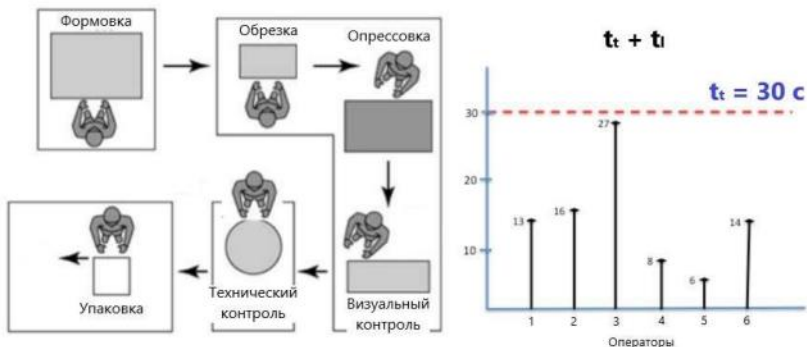 Формовка
Обрезка
Опрессовка
Визуальный
контроль
Технический
контроль
Упаковка
tₜ + tₗ
tₜ = 30 с
30
20
10
13
16
27
8
6
14
1 2 3 4 5 6
Операторы